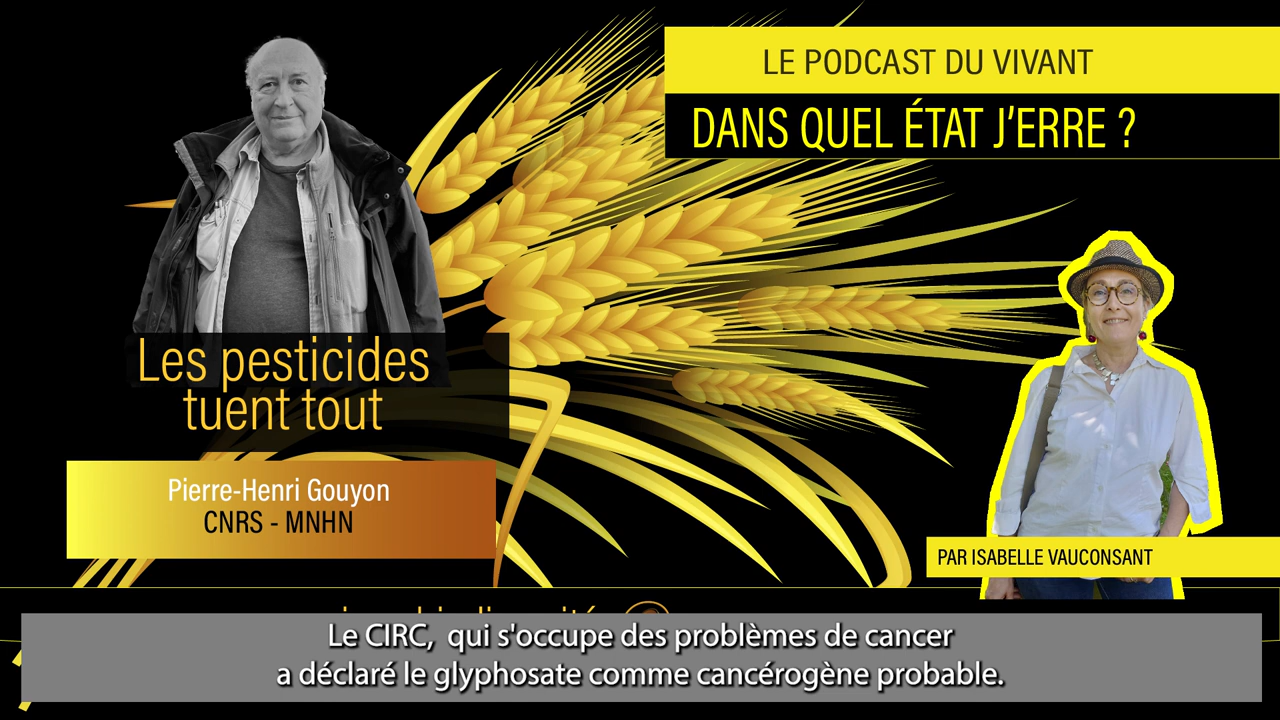 LE PODCAST DU VIVANT
DANS QUEL ÉTAT J'ERRE ?
Les pesticides
tuent tout
Pierre-Henri Gouyon
CNRS - MNHN
PAR ISABELLE VAUCONSANT
Le CIRC, qui s'occupe des problèmes de cancer
a déclaré le glyphosate comme cancérogène probable.